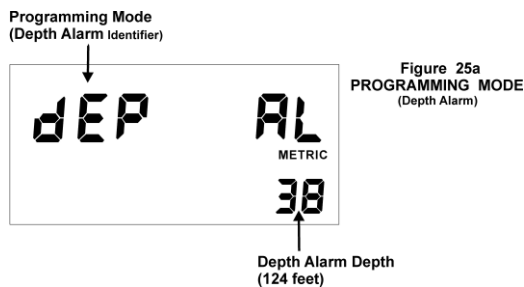 Programming Mode
(Depth Alarm Identifier)
Figure 25a
PROGRAMMING MODE
(Depth Alarm)
dEP AL
METRIC
38
Depth Alarm Depth
(124 feet)